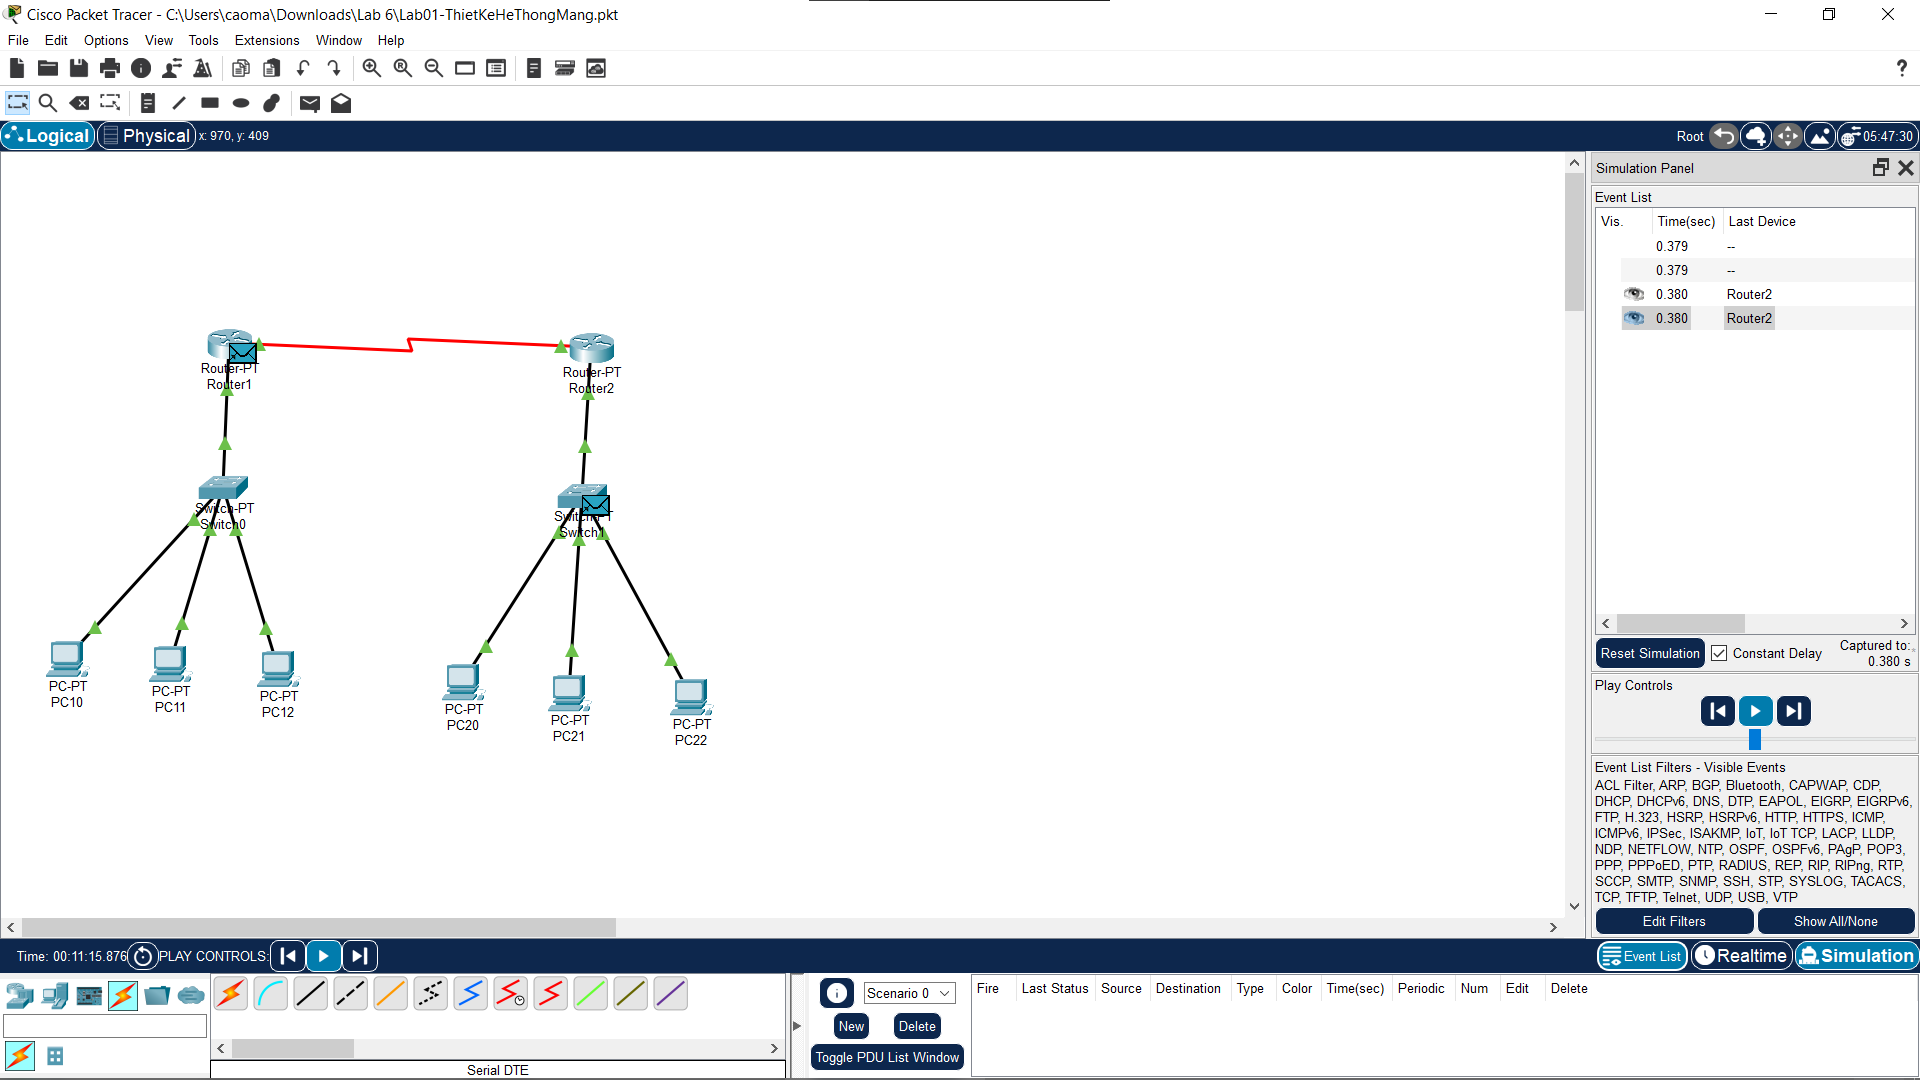 Cisco Packet Tracer - C:\Users\caoma\Downloads\Lab 6\Lab01-ThietKeHeThongMang.pkt
File Edit Options View Tools Extensions Window Help
?
Logical Physical x: 970, y: 409
Root 05:47:30
Simulation Panel
Event List
Vis. Time(sec) Last Device
0.379 --
0.379 --
0.380 Router2
0.380 Router2
Router-PT
Router1
Router-PT
Router2
Switch-PT
Switch0
Switch-PT
Switch1
PC-PT
PC10
PC-PT
PC11
PC-PT
PC12
PC-PT
PC20
PC-PT
PC21
PC-PT
PC22
Reset Simulation Constant Delay Captured to:
0.380 s
Play Controls
Event List Filters - Visible Events
ACL Filter, ARP, BGP, Bluetooth, CAPWAP, CDP,
DHCP, DHCPv6, DNS, DTP, EAPOL, EIGRP, EIGRPv6,
FTP, H.323, HSRP, HSRPv6, HTTP, HTTPS, ICMP,
ICMPv6, IPSec, ISAKMP, IoT, IoT TCP, LACP, LLDP,
NDP, NETFLOW, NTP, OSPF, OSPFv6, PAgP, POP3,
PPP, PPPoED, PTP, RADIUS, REP, RIP, RIPng, RTP,
SCCP, SMTP, SNMP, SSH, STP, SYSLOG, TACACS,
TCP, TFTP, Telnet, UDP, USB, VTP
Edit Filters Show All/None
Time: 00:11:15.876 PLAY CONTROLS:
Event List Realtime Simulation
Scenario 0
New Delete
Toggle PDU List Window
Fire Last Status Source Destination Type Color Time(sec) Periodic Num Edit Delete
Serial DTE